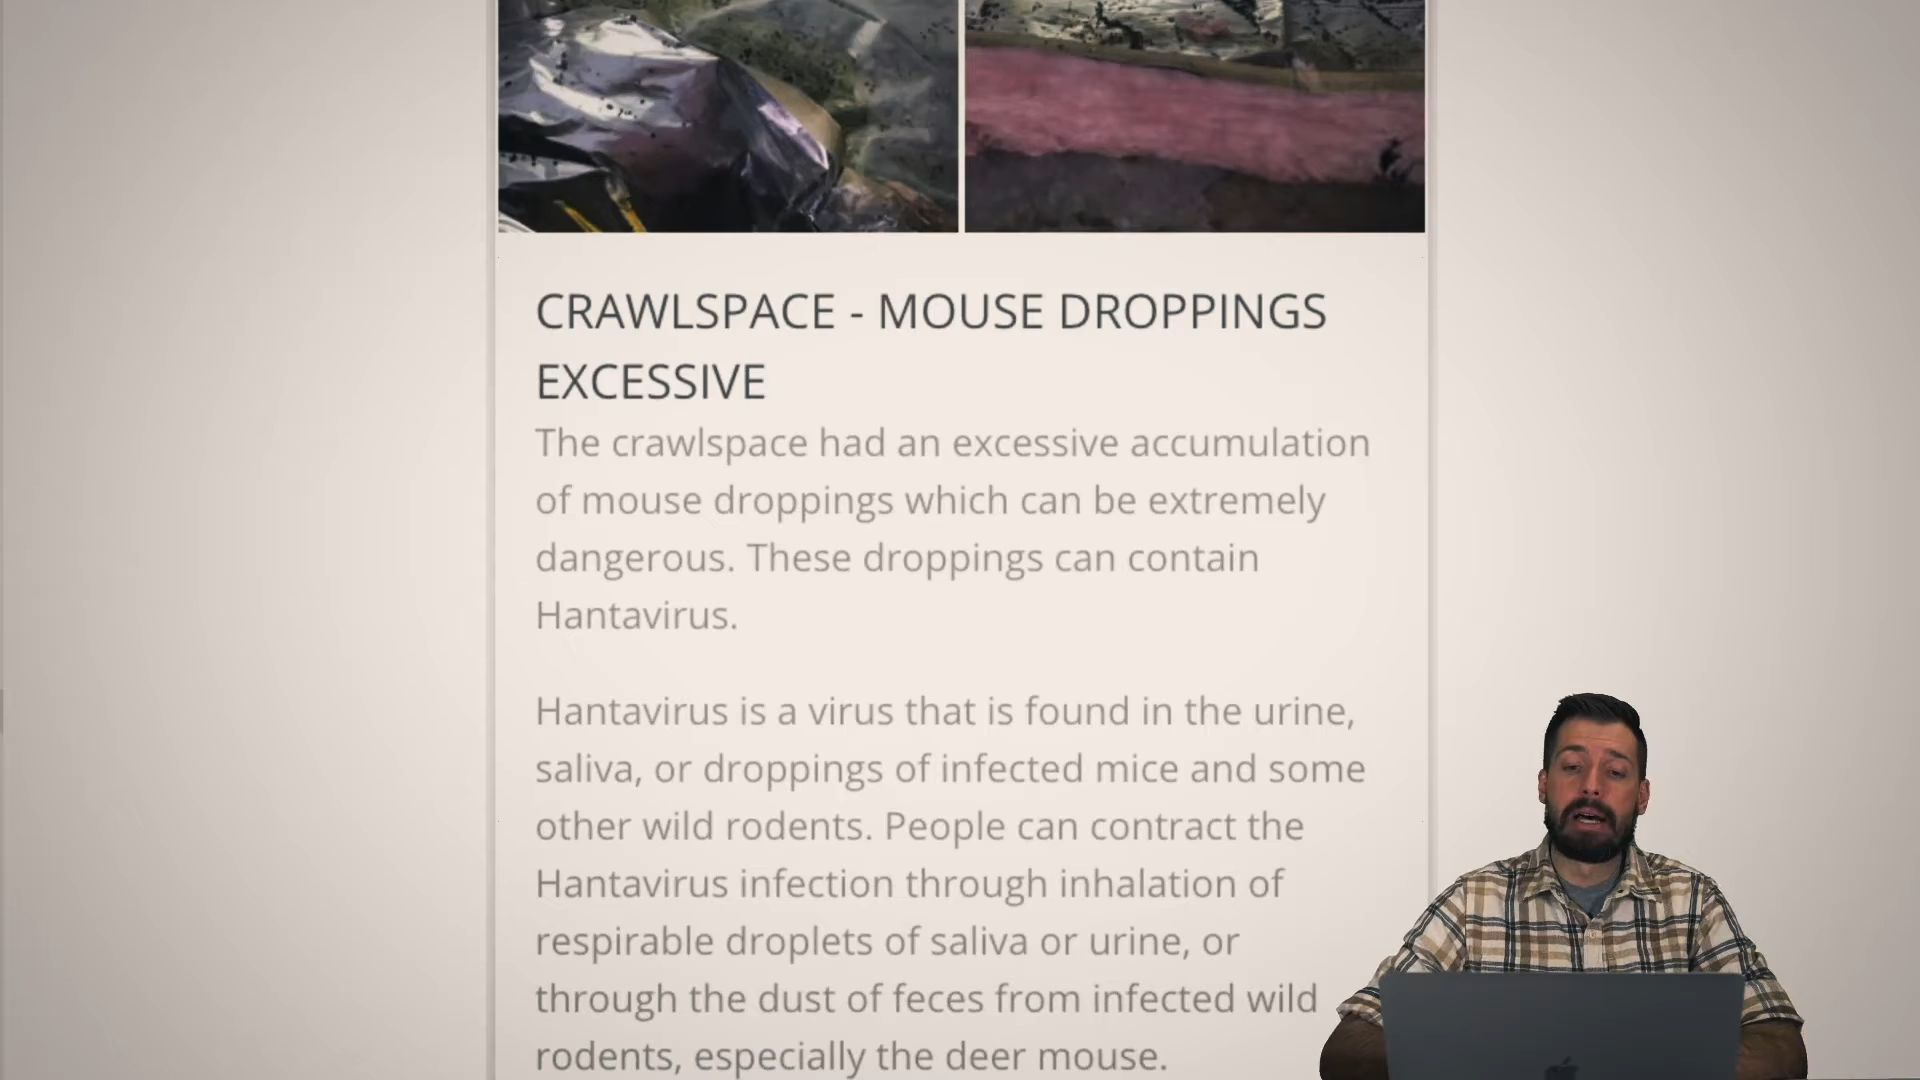 CRAWLSPACE - MOUSE DROPPINGS
EXCESSIVE
The crawlspace had an excessive accumulation
of mouse droppings which can be extremely
dangerous. These droppings can contain
Hantavirus.
Hantavirus is a virus that is found in the urine,
saliva, or droppings of infected mice and some
other wild rodents. People can contract the
Hantavirus infection through inhalation of
respirable droplets of saliva or urine, or
through the dust of feces from infected wild
rodents, especially the deer mouse.